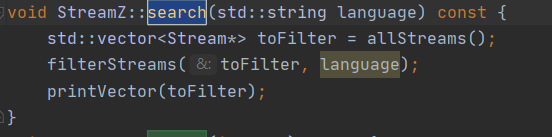 void StreamZ::search(std::string language) const {
    std::vector<Stream*> toFilter = allStreams();
    filterStreams( &: toFilter, language);
    printVector(toFilter);
}